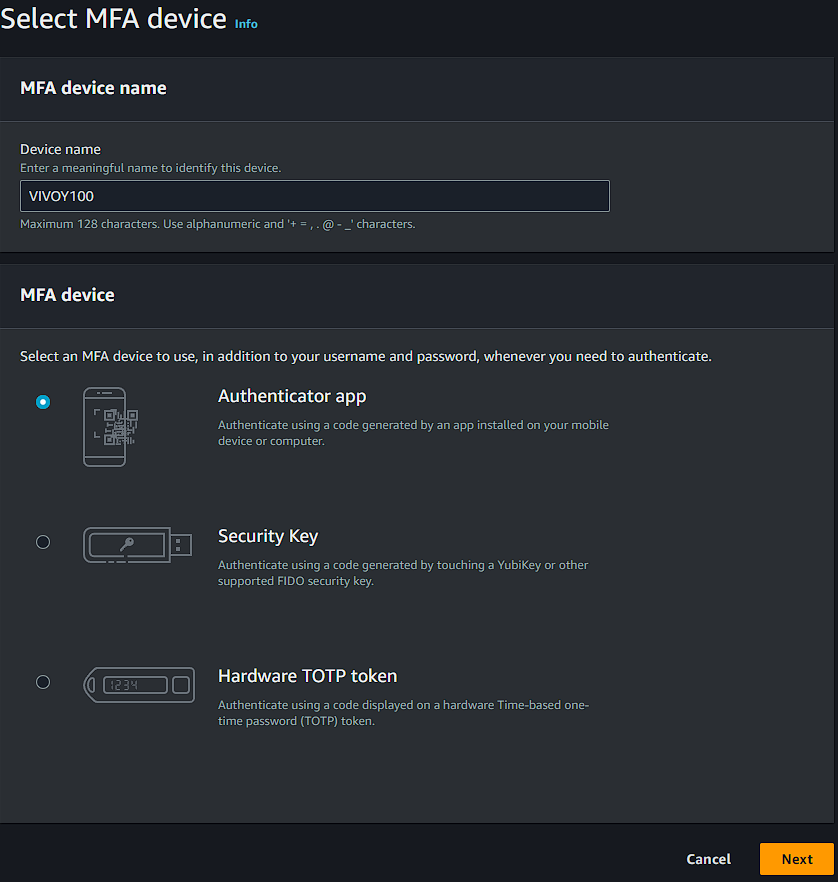 Select MFA device Info
MFA device name
Device name
Enter a meaningful name to identify this device.
VIVOY100
Maximum 128 characters. Use alphanumeric and '+ = , . @ - _' characters.
MFA device
Select an MFA device to use, in addition to your username and password, whenever you need to authenticate.
Authenticator app
Authenticate using a code generated by an app installed on your mobile
device or computer.
Security Key
Authenticate using a code generated by touching a YubiKey or other
supported FIDO security key.
1234
Hardware TOTP token
Authenticate using a code displayed on a hardware Time-based one-
time password (TOTP) token.
Cancel
Next